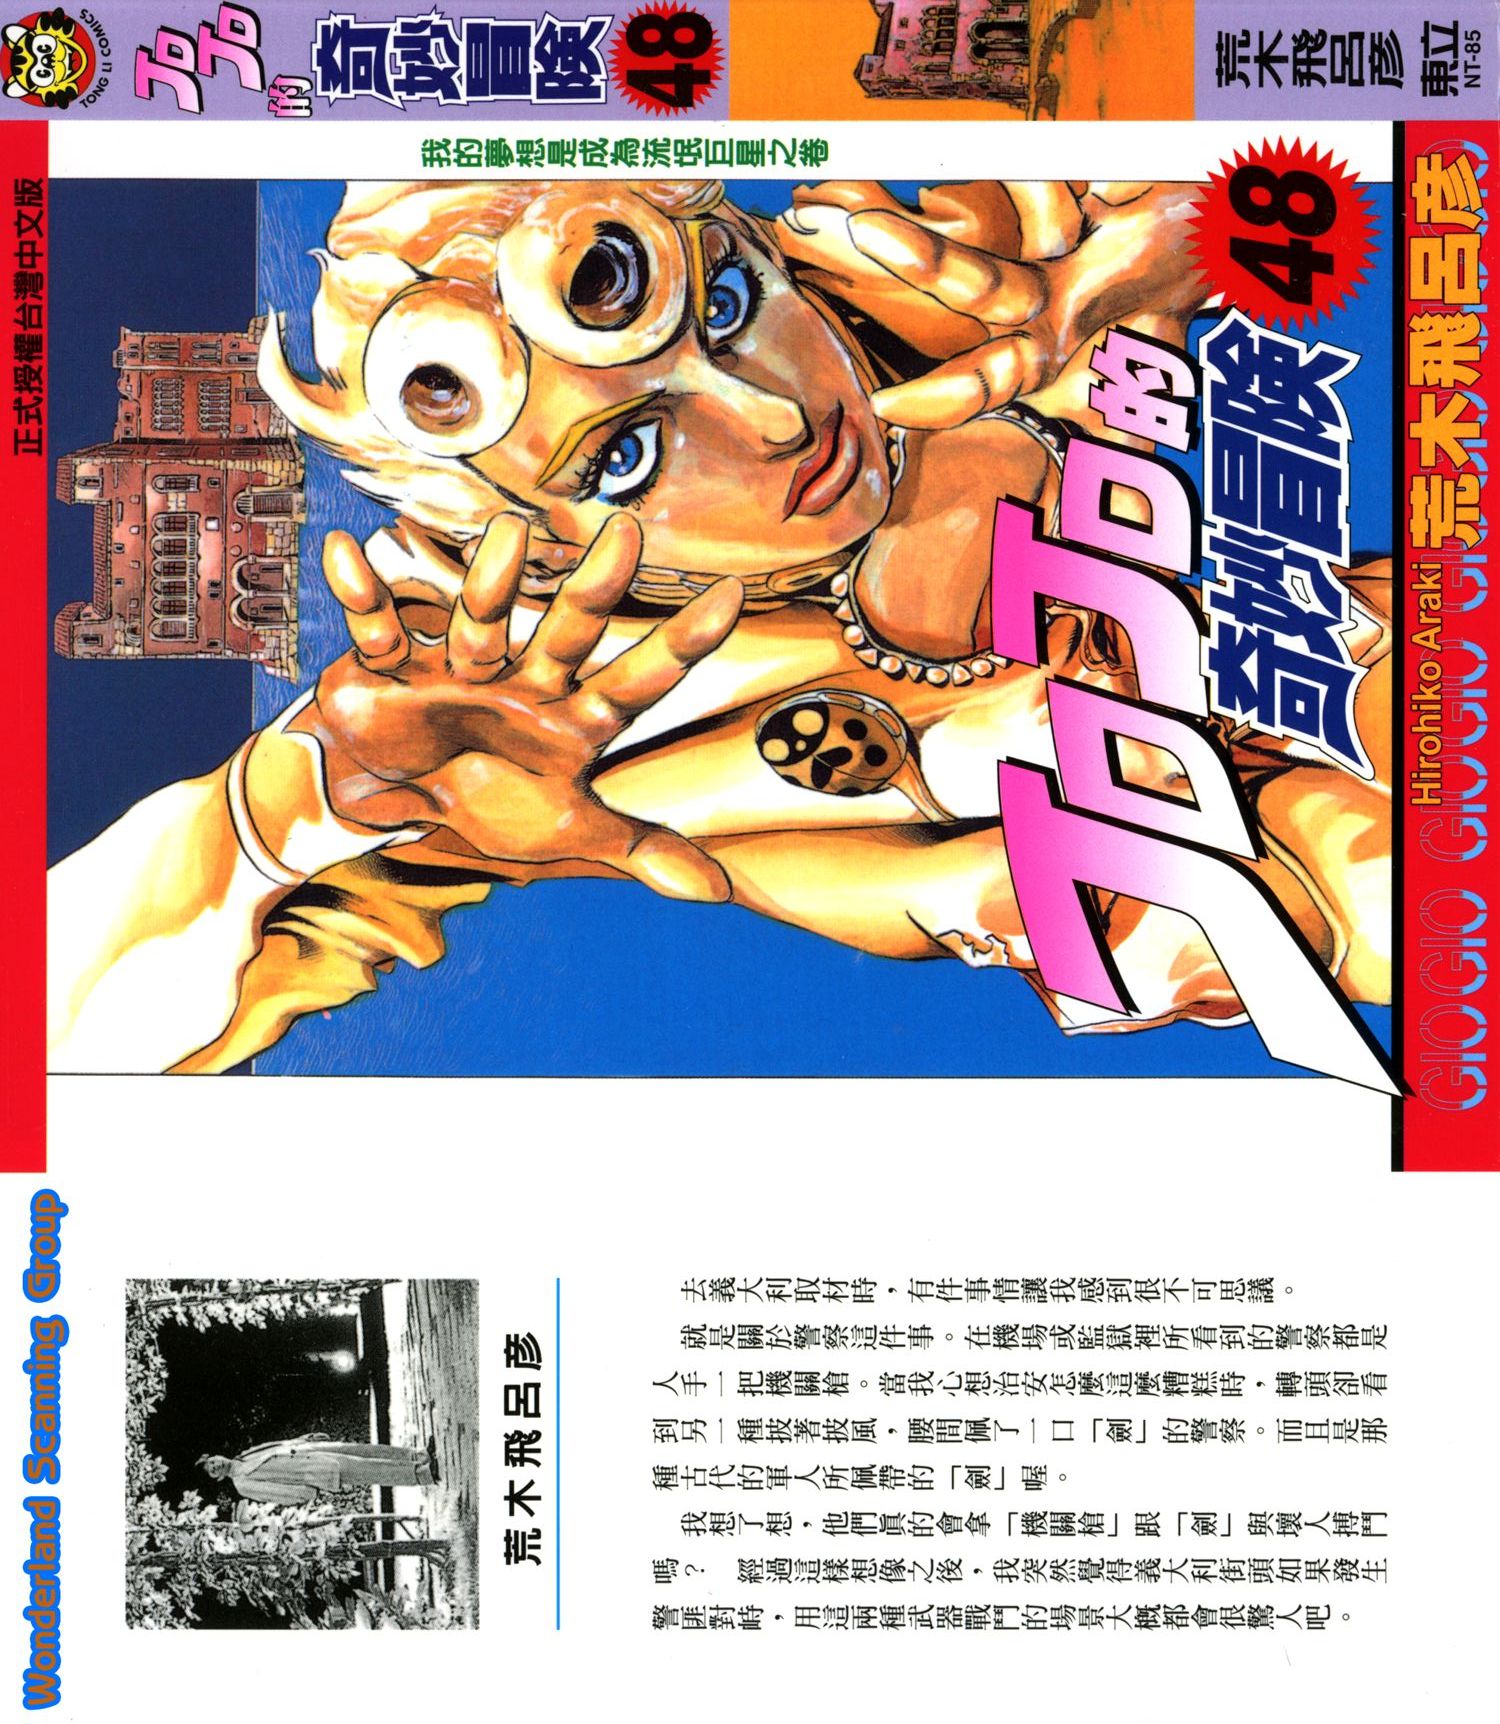 TONG LI COMICS
JOJO的
奇妙冒險
48
荒木飛呂彥
東立
NT-85
我的夢想是成為流氓巨星之卷
正式授權台灣中文版
48
JOJO的
奇妙冒險
Hirohiko Araki 荒木飛呂彥
GIOGIO GIOGIO
Wonderland Scanning Group
荒木飛呂彥
去義大利取材時，有件事情讓我感到很不可思議。
就是關於警察這件事。在機場或監獄裡所看到的警察都是
人手一把機關槍。當我心想治安怎麼這麼糟糕時，轉頭卻看
到另一種披著披風，腰間佩了一口「劍」的警察。而且是那
種古代的軍人所佩帶的「劍」喔。
我想了想，他們真的會拿「機關槍」跟「劍」與壞人搏鬥
嗎？ 經過這樣想像之後，我突然覺得義大利街頭如果發生
警匪對峙，用這兩種武器戰鬥的場景大概都會很驚人吧。